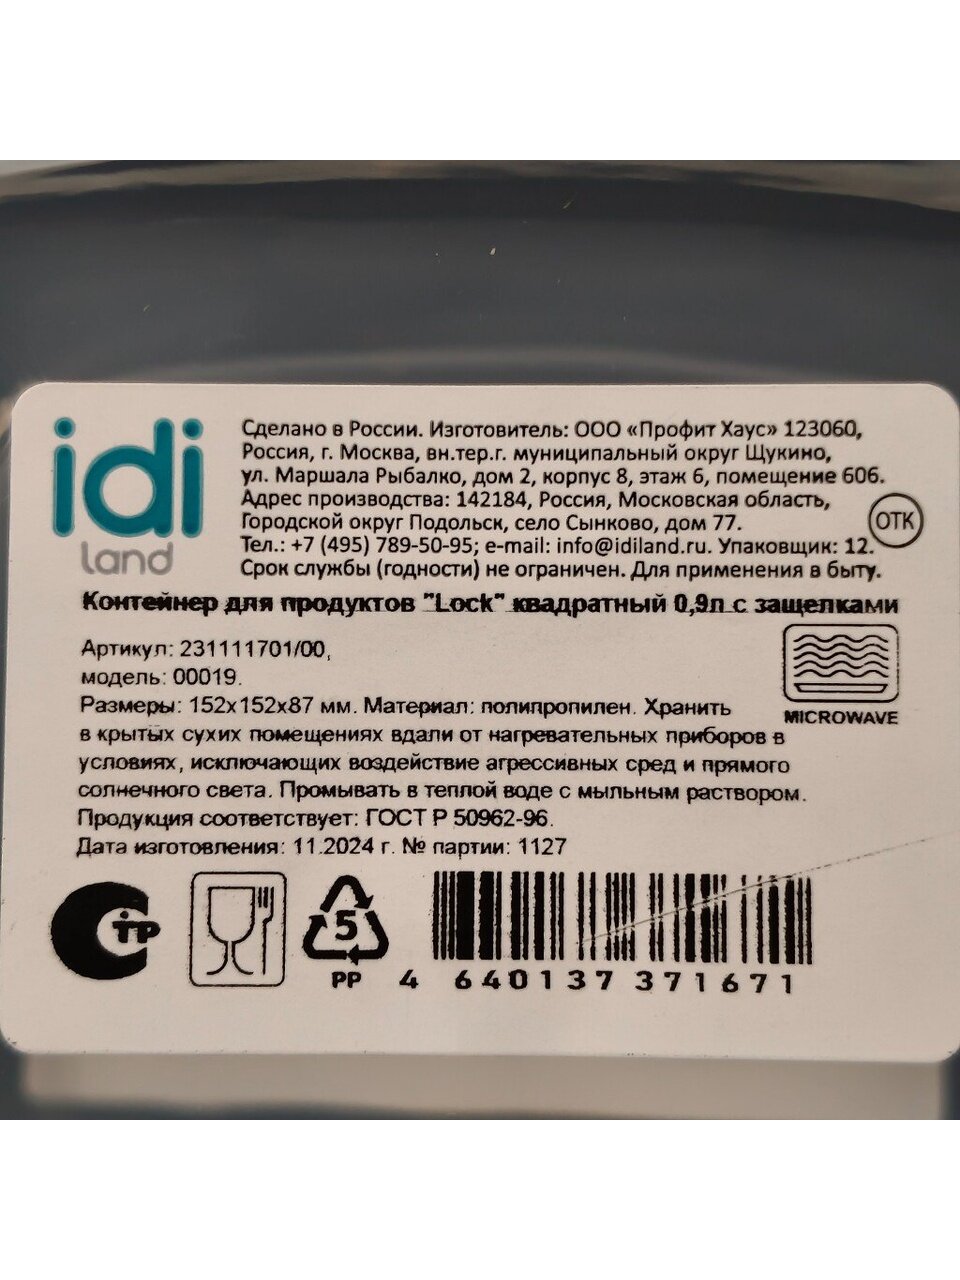 idi
land
Сделано в России. Изготовитель: ООО «Профит Хаус» 123060,
Россия, г. Москва, вн.тер.г. муниципальный округ Щукино,
ул. Маршала Рыбалко, дом 2, корпус 8, этаж 6, помещение 606.
Адрес производства: 142184, Россия, Московская область,
Городской округ Подольск, село Сынково, дом 77.
Тел.: +7 (495) 789-50-95; e-mail: info@idiland.ru. Упаковщик: 12.
Срок службы (годности) не ограничен. Для применения в быту.
ОТК
Контейнер для продуктов "Lock" квадратный 0,9л с защелками
Артикул: 231111701/00,
модель: 00019.
Размеры: 152х152х87 мм. Материал: полипропилен. Хранить
в крытых сухих помещениях вдали от нагревательных приборов в
условиях, исключающих воздействие агрессивных сред и прямого
солнечного света. Промывать в теплой воде с мыльным раствором.
Продукция соответствует: ГОСТ Р 50962-96.
Дата изготовления: 11.2024 г. № партии: 1127
MICROWAVE
тр
5
PP
4 640137 371671